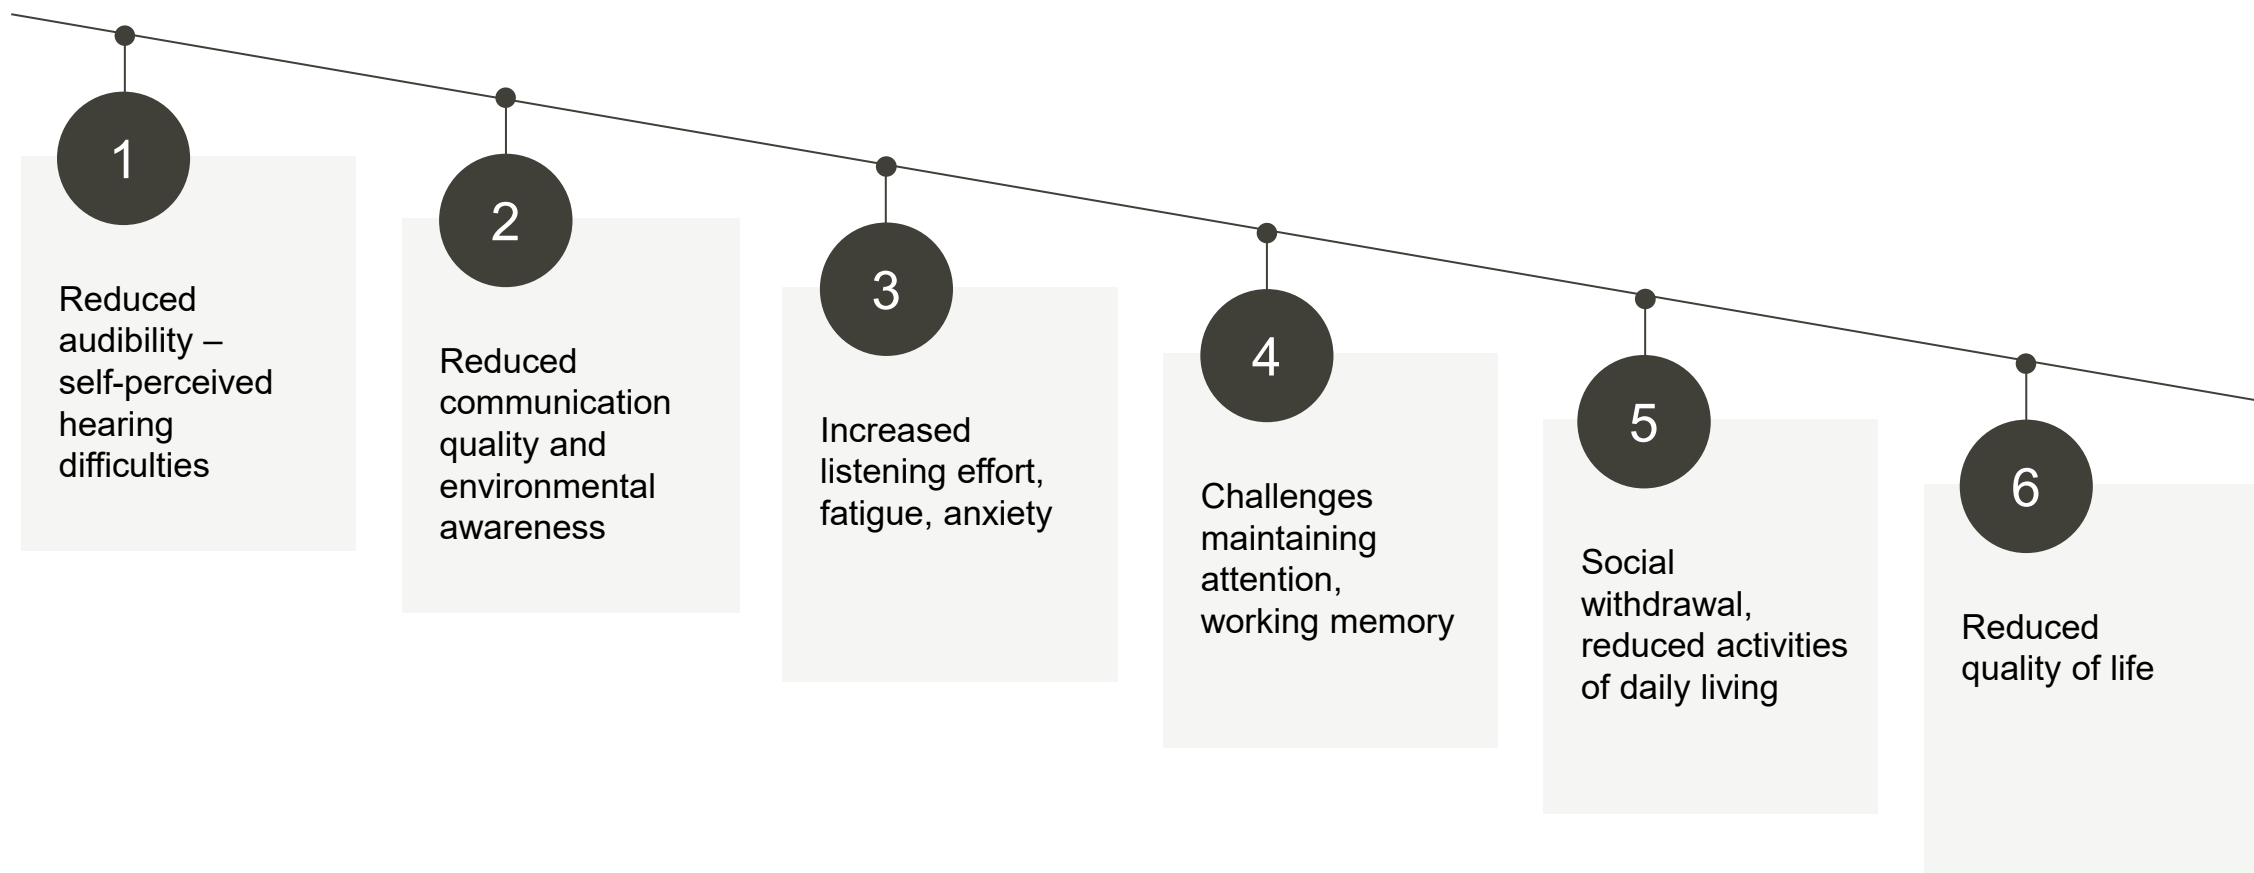 1
Reduced
audibility –
self-perceived
hearing
difficulties
2
Reduced
communication
quality and
environmental
awareness
3
Increased
listening effort,
fatigue, anxiety
4
Challenges
maintaining
attention,
working memory
5
Social
withdrawal,
reduced activities
of daily living
6
Reduced
quality of life